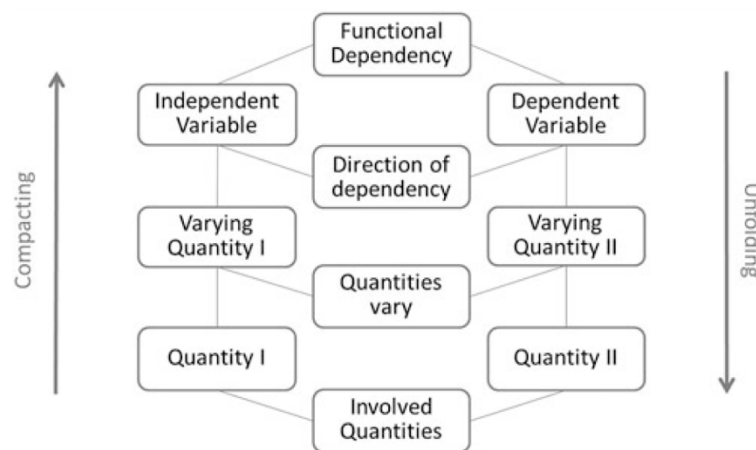 Functional
Dependency
Independent
Variable
Dependent
Variable
Direction of
dependency
Varying
Quantity I
Varying
Quantity II
Quantities
vary
Quantity I
Quantity II
Involved
Quantities
Compacting
Unfolding